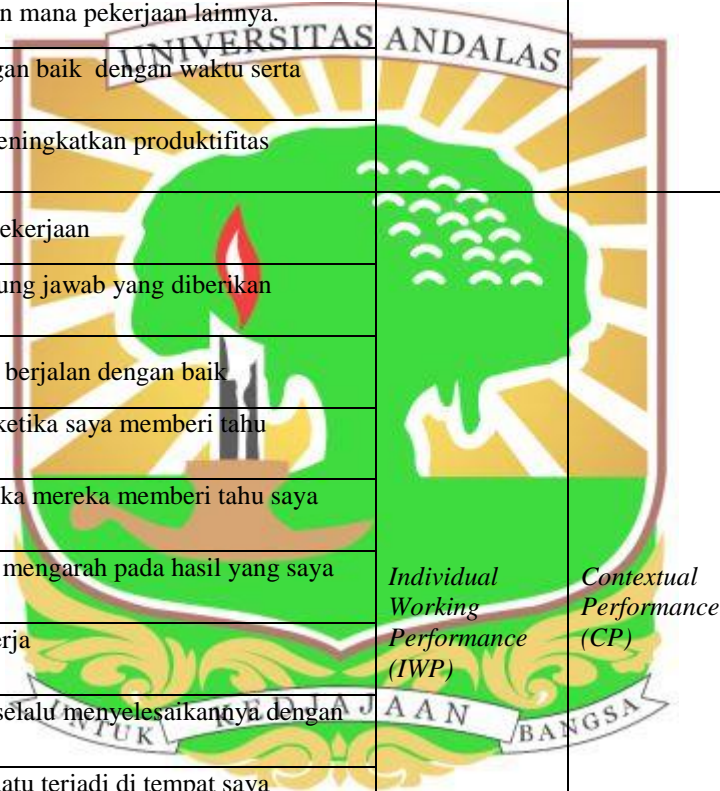 n mana pekerjaan lainnya.
UNIVERSITAS ANDALAS
gan baik dengan waktu serta
eningkatkan produktifitas
ekerjaan
ung jawab yang diberikan
berjalan dengan baik
ketika saya memberi tahu
ka mereka memberi tahu saya
mengarah pada hasil yang saya
erja
selalu menyelesaikannya dengan
atu terjadi di tempat saya
Individual
Working
Performance
(IWP)
Contextual
Performance
(CP)
UNTUK KEDJAJAAN BANGSA